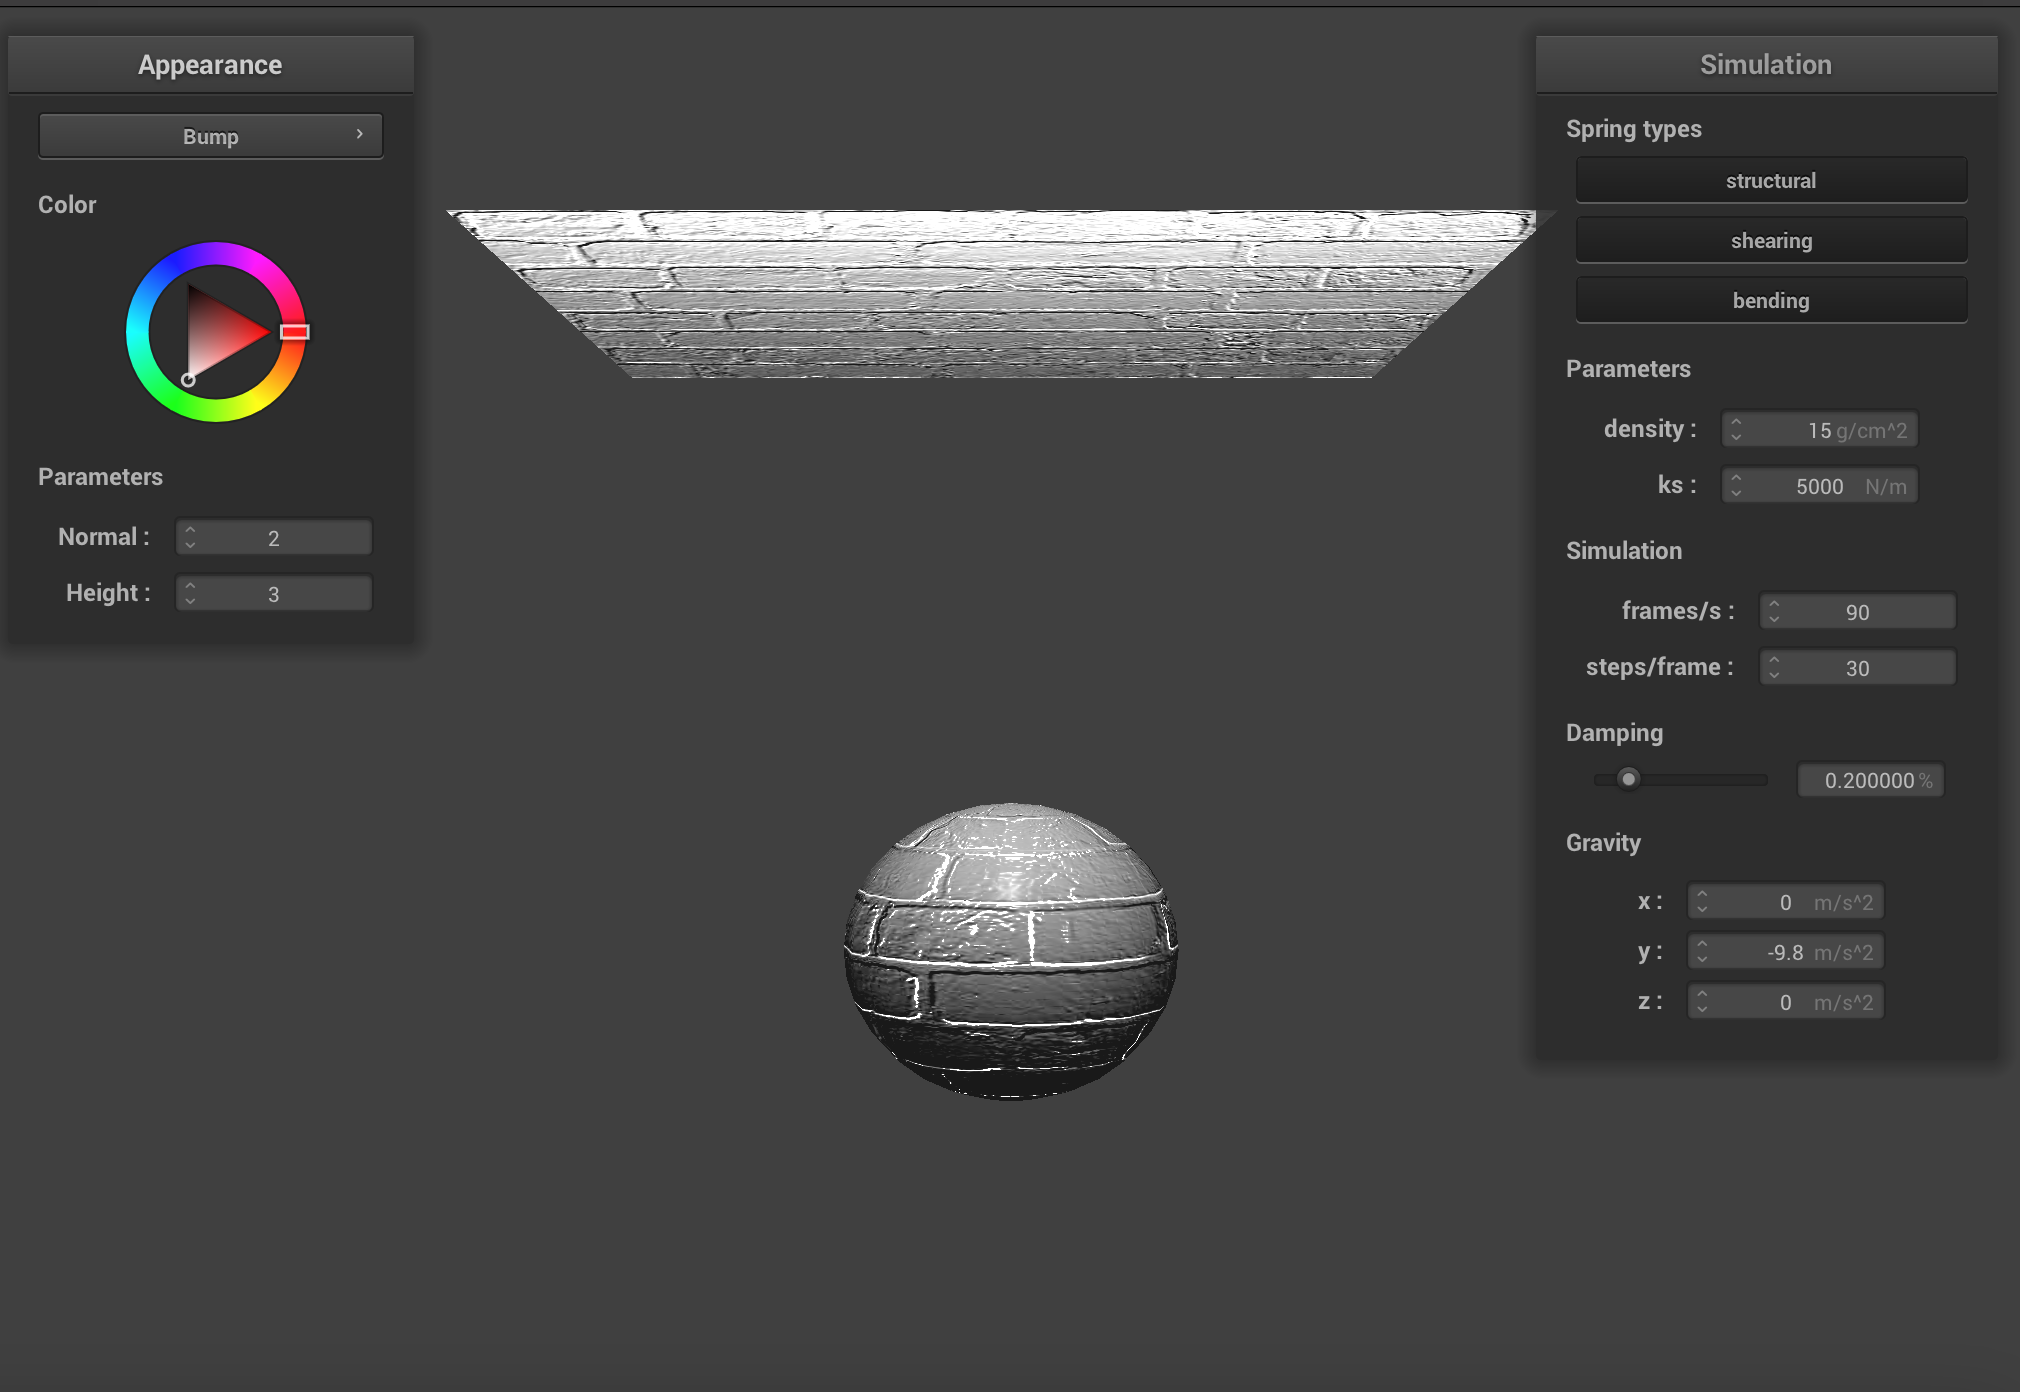 Appearance
Bump
Color
Parameters
Normal : 2
Height : 3
Simulation
Spring types
structural
shearing
bending
Parameters
density : 15 g/cm^2
ks : 5000 N/m
Simulation
frames/s : 90
steps/frame : 30
Damping
0.200000 %
Gravity
x : 0 m/s^2
y : -9.8 m/s^2
z : 0 m/s^2